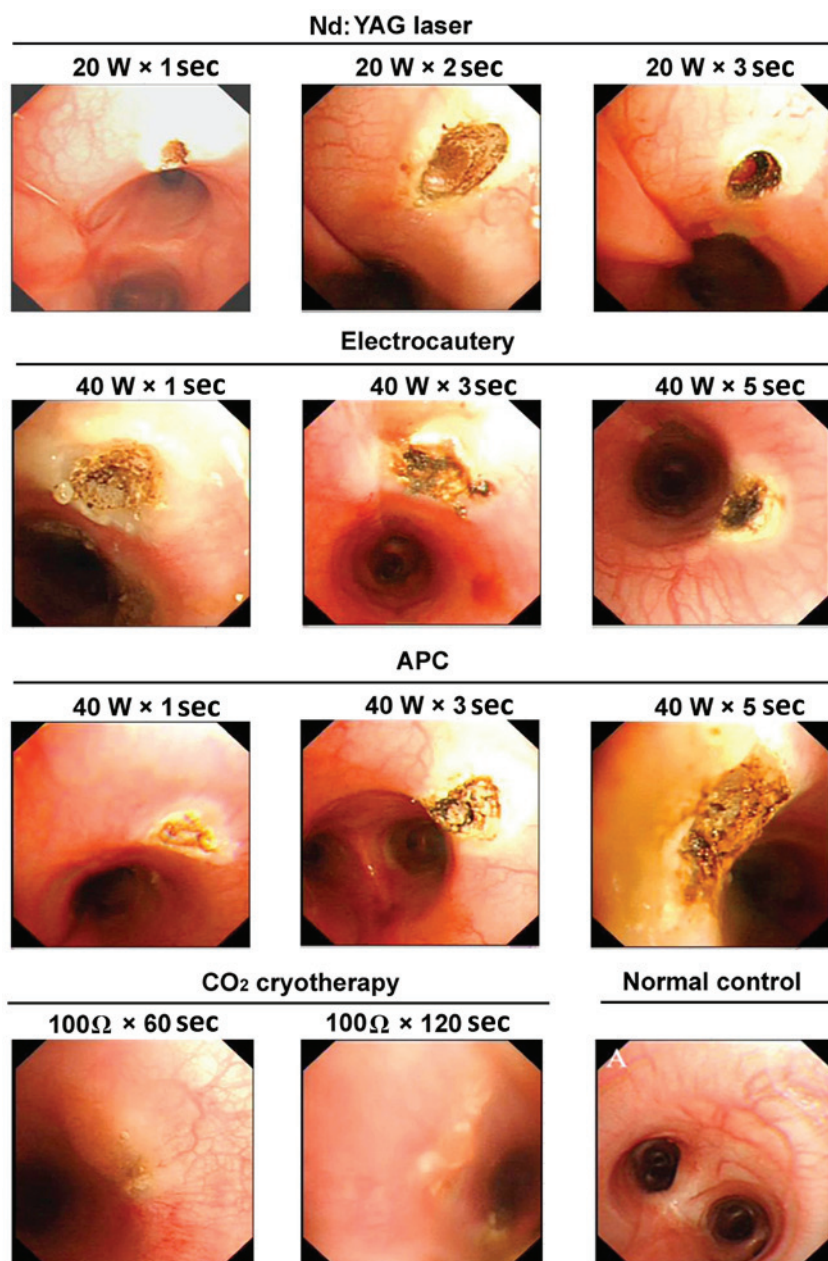 Nd: YAG laser
20 W × 1 sec 20 W × 2 sec 20 W × 3 sec
Electrocautery
40 W × 1 sec 40 W × 3 sec 40 W × 5 sec
APC
40 W × 1 sec 40 W × 3 sec 40 W × 5 sec
CO₂ cryotherapy Normal control
100Ω × 60 sec 100Ω × 120 sec
A